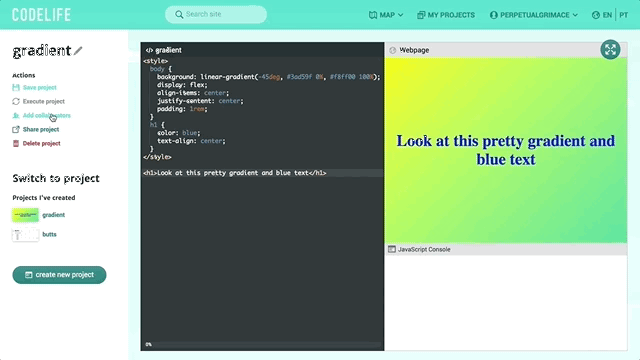 CODELIFE
Search site
MAP
MY PROJECTS
PERPETUALGRIMACE
EN | PT
gradient
Actions
Save project
Execute project
Add collaborators
Share project
Delete project
Switch to project
Projects I've created
gradient
butts
create new project
</> gradient
<style>
body {
background: linear-gradient(-45deg, #3ad59f 0%, #f8ff00 100%);
display: flex;
align-items: center;
justify-content: center;
padding: 1rem;
}
h1 {
color: blue;
text-align: center;
}
</style>
<h1>Look at this pretty gradient and blue text</h1>
0%
Webpage
Look at this pretty gradient and
blue text
JavaScript Console